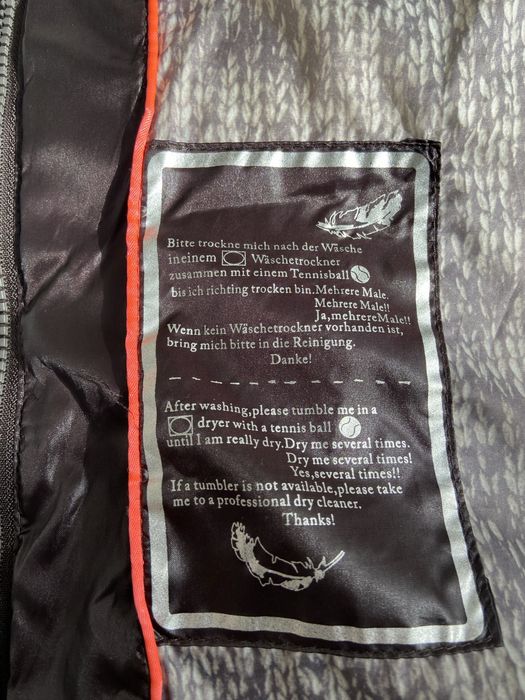 Bitte trockne mich nach der Wäsche
ineinem Wäschetrockner
zusammen mit einem Tennisball
bis ich richting trocken bin.Mehrere Male.
Mehrere Male!!
Ja,mehrereMale!!
Wenn kein Wäschetrockner vorhanden ist,
bring mich bitte in die Reinigung.
Danke!
After washing,please tumble me in a
dryer with a tennis ball
until I am really dry.Dry me several times.
Dry me several times!
Yes,several times!!
If a tumbler is not available,please take
me to a professional dry cleaner.
Thanks!